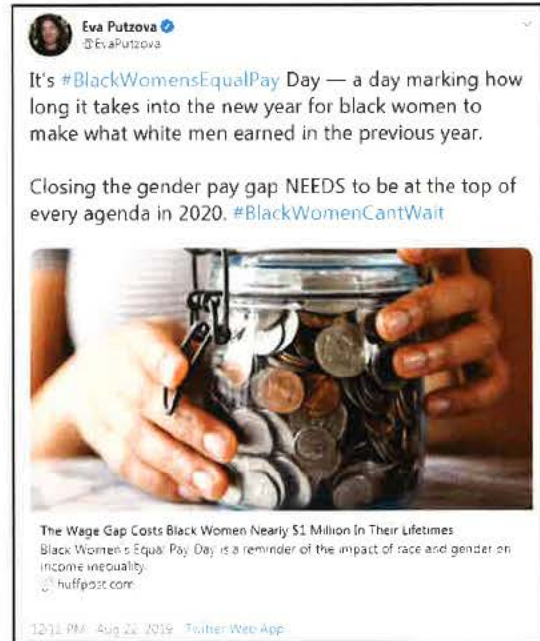 Eva Putzova
@EvaPutzova
It's #BlackWomensEqualPay Day — a day marking how
long it takes into the new year for black women to
make what white men earned in the previous year.
Closing the gender pay gap NEEDS to be at the top of
every agenda in 2020. #BlackWomenCantWait
The Wage Gap Costs Black Women Nearly $1 Million In Their Lifetimes
Black Women's Equal Pay Day is a reminder of the impact of race and gender on
income inequality.
huffpost.com
12:11 PM · Aug 22, 2019 · Twitter Web App